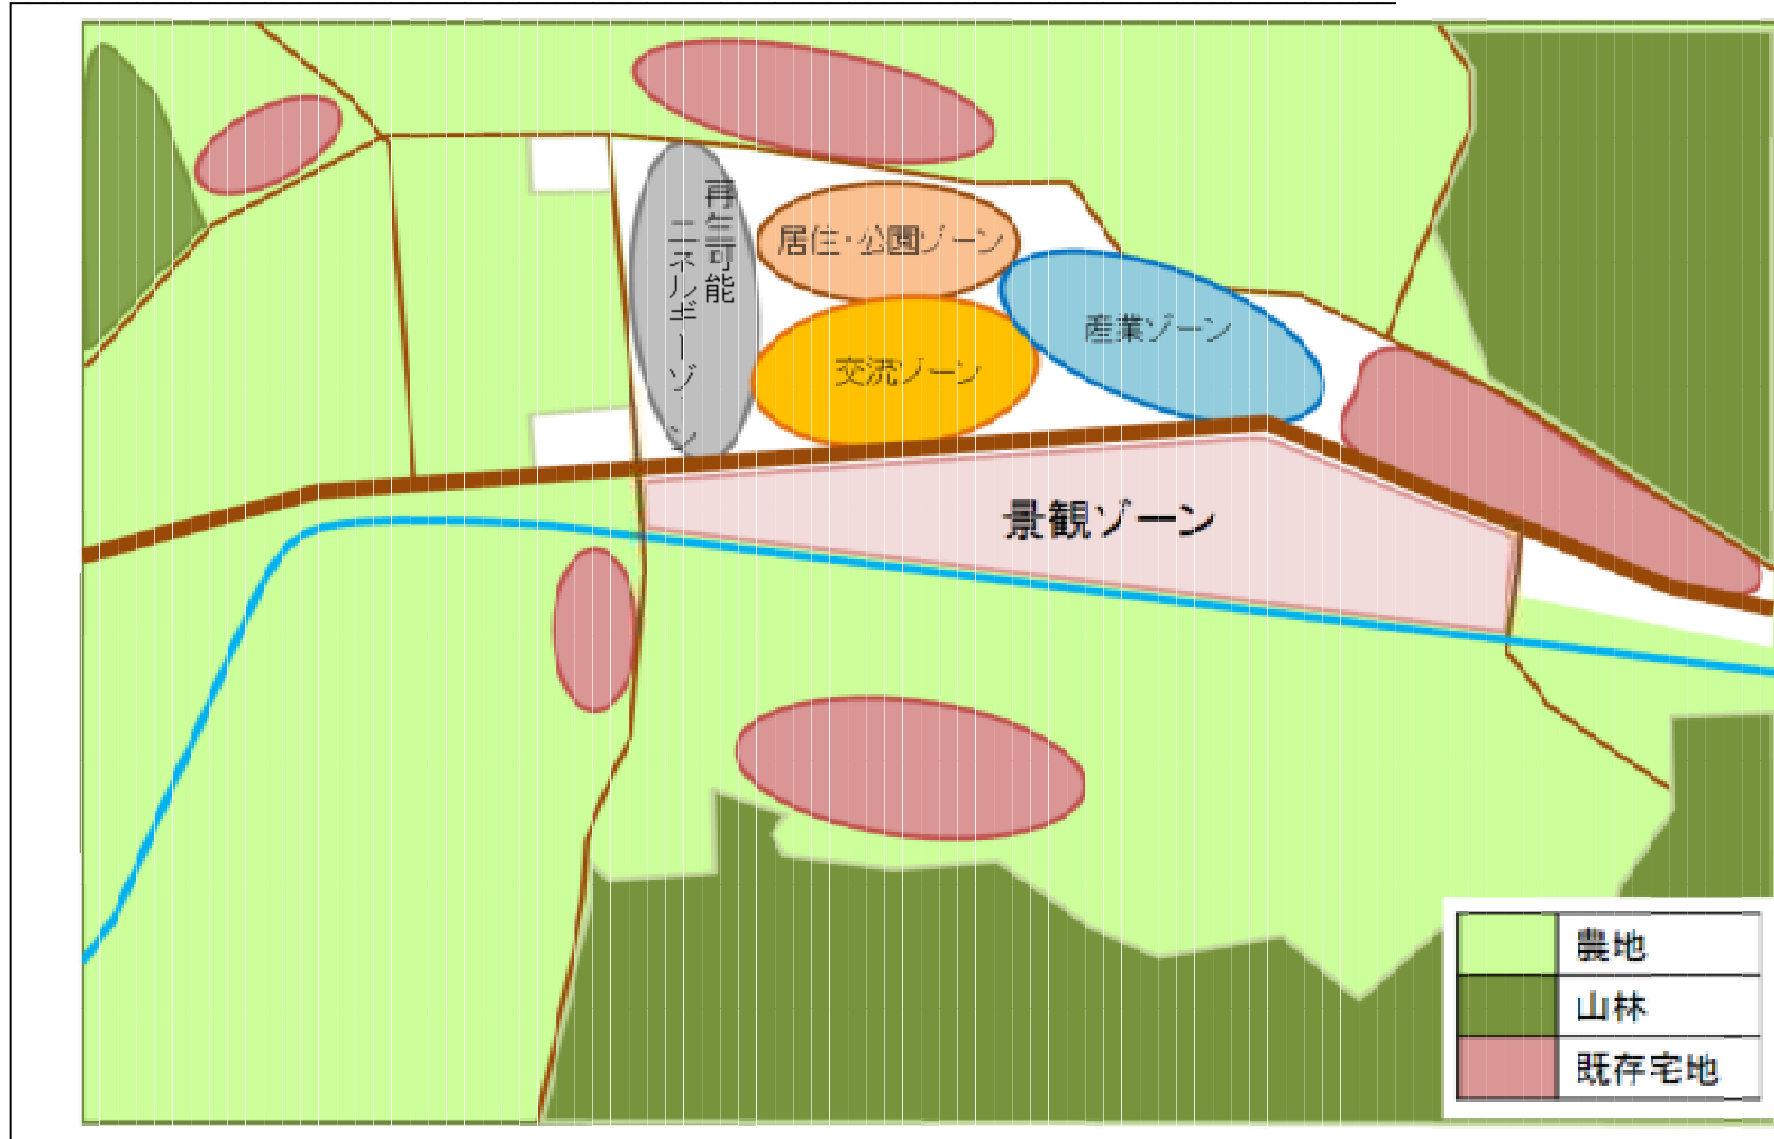 再生可能
エネルギーゾーン
居住・公園ゾーン
産業ゾーン
交流ゾーン
景観ゾーン
農地
山林
既存宅地